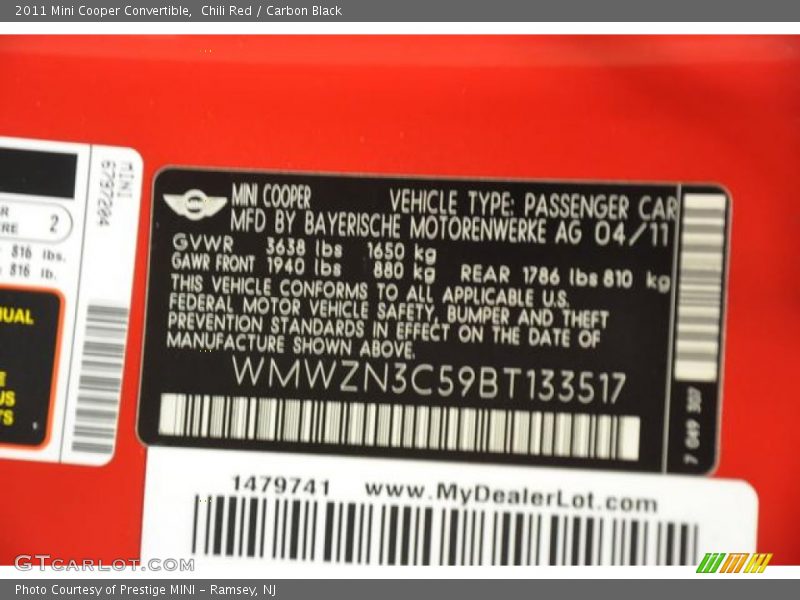 2011 Mini Cooper Convertible,  Chili Red / Carbon Black
MINI
6797204
2
816 lbs.
816 lb.
MINI COOPER
VEHICLE TYPE: PASSENGER CAR
MFD BY BAYERISCHE MOTORENWERKE AG 04/11
GVWR 3638 lbs 1650 kg
GAWR FRONT 1940 lbs 880 kg REAR 1786 lbs 810 kg
THIS VEHICLE CONFORMS TO ALL APPLICABLE U.S.
FEDERAL MOTOR VEHICLE SAFETY, BUMPER AND THEFT
PREVENTION STANDARDS IN EFFECT ON THE DATE OF
MANUFACTURE SHOWN ABOVE.
WMWZN3C59BT133517
7 049 307
1479741 www.MyDealerLot.com
GTCarLot.com
Photo Courtesy of Prestige MINI - Ramsey, NJ